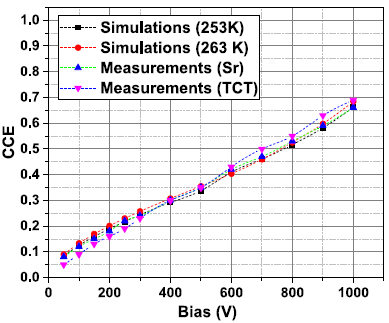 1.0
0.9
0.8
0.7
0.6
0.5
0.4
0.3
0.2
0.1
0.0
CCE
Simulations (253K)
Simulations (263 K)
Measurements (Sr)
Measurements (TCT)
0 200 400 600 800 1000
Bias (V)